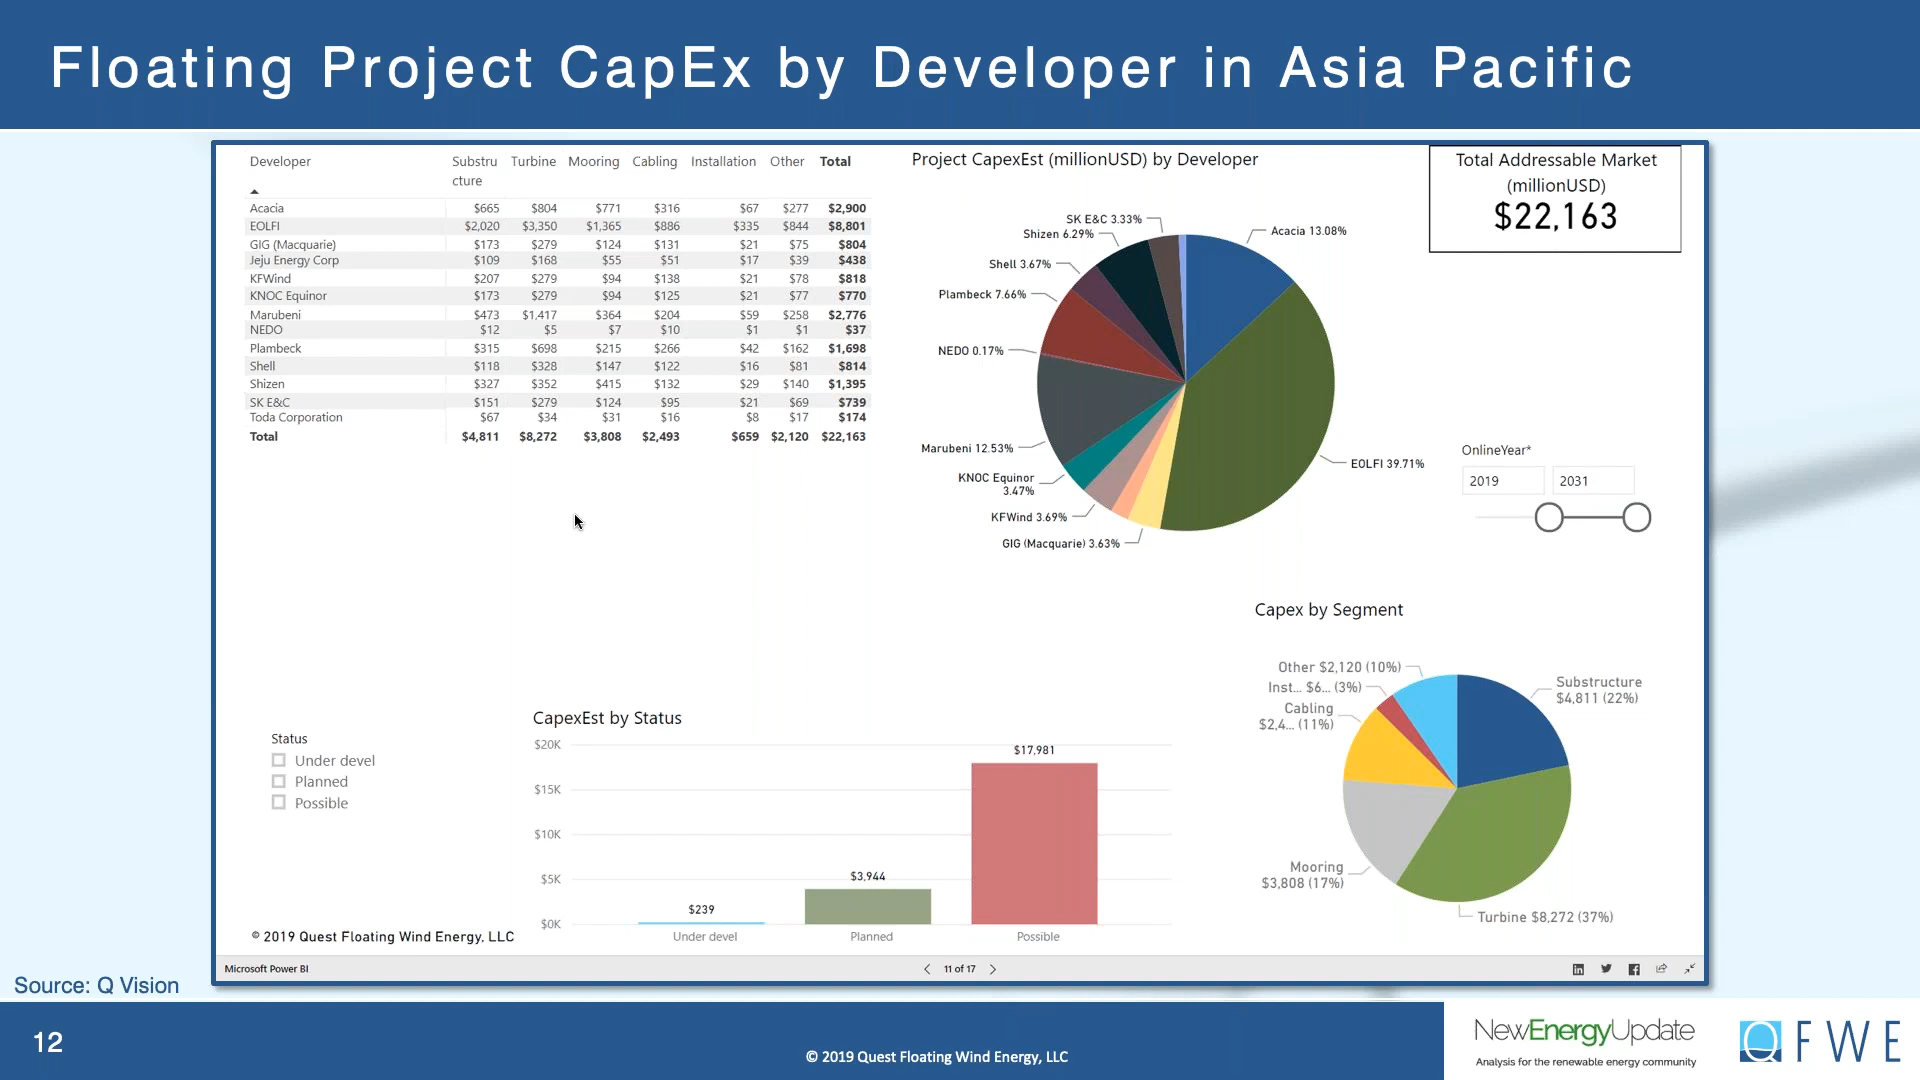 Floating Project CapEx by Developer in Asia Pacific
Developer Substru Turbine Mooring Cabling Installation Other Total
cture
Acacia $665 $804 $771 $316 $67 $277 $2,900
EOLFI $2,020 $3,350 $1,365 $886 $335 $844 $8,801
GIG (Macquarie) $173 $279 $124 $131 $21 $75 $804
Jeju Energy Corp $109 $168 $55 $51 $17 $39 $438
KFWind $207 $279 $94 $138 $21 $78 $818
KNOC Equinor $173 $279 $94 $125 $21 $77 $770
Marubeni $473 $1,417 $364 $204 $59 $258 $2,776
NEDO $12 $5 $7 $10 $1 $1 $37
Plambeck $315 $698 $215 $266 $42 $162 $1,698
Shell $118 $328 $147 $122 $16 $81 $814
Shizen $327 $352 $415 $132 $29 $140 $1,395
SK E&C $151 $279 $124 $95 $21 $69 $739
Toda Corporation $67 $34 $31 $16 $8 $17 $174
Total $4,811 $8,272 $3,808 $2,493 $659 $2,120 $22,163
Project CapexEst (millionUSD) by Developer
SK E&C 3.33%
Shizen 6.29%
Shell 3.67%
Plambeck 7.66%
NEDO 0.17%
Marubeni 12.53%
KNOC Equinor
3.47%
KFWind 3.69%
GIG (Macquarie) 3.63%
Acacia 13.08%
EOLFI 39.71%
Total Addressable Market
(millionUSD)
$22,163
OnlineYear*
2019 2031
Status
Under devel
Planned
Possible
CapexEst by Status
$20K
$15K
$10K
$5K
$0K
$239
$3,944
$17,981
Under devel Planned Possible
Capex by Segment
Other $2,120 (10%)
Inst... $6... (3%)
Cabling
$2,4... (11%)
Mooring
$3,808 (17%)
Substructure
$4,811 (22%)
Turbine $8,272 (37%)
© 2019 Quest Floating Wind Energy, LLC
Microsoft Power BI
11 of 17
Source: Q Vision
12
© 2019 Quest Floating Wind Energy, LLC
NewEnergyUpdate
Analysis for the renewable energy community
Q FWE